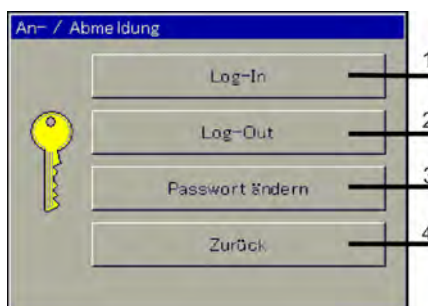 An- / Abmeldung
Log-In
1
Log-Out
2
Passwort ändern
3
Zurück
4